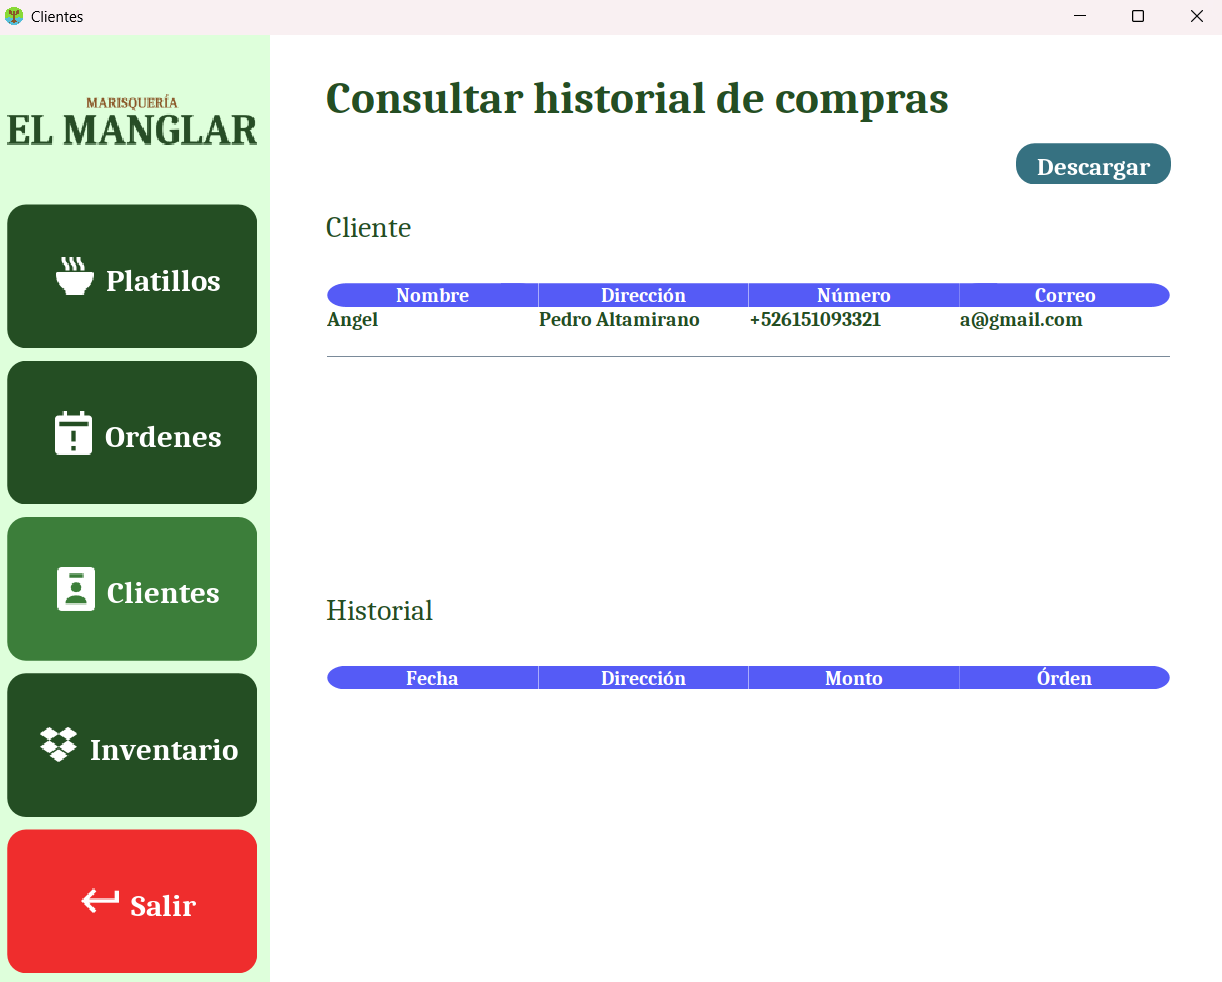 Clientes
MARISQUERÍA
EL MANGLAR
Platillos
Ordenes
Clientes
Inventario
Salir
Consultar historial de compras
Descargar
Cliente
Nombre Dirección Número Correo
Angel Pedro Altamirano +526151093321 a@gmail.com
Historial
Fecha Dirección Monto Órden